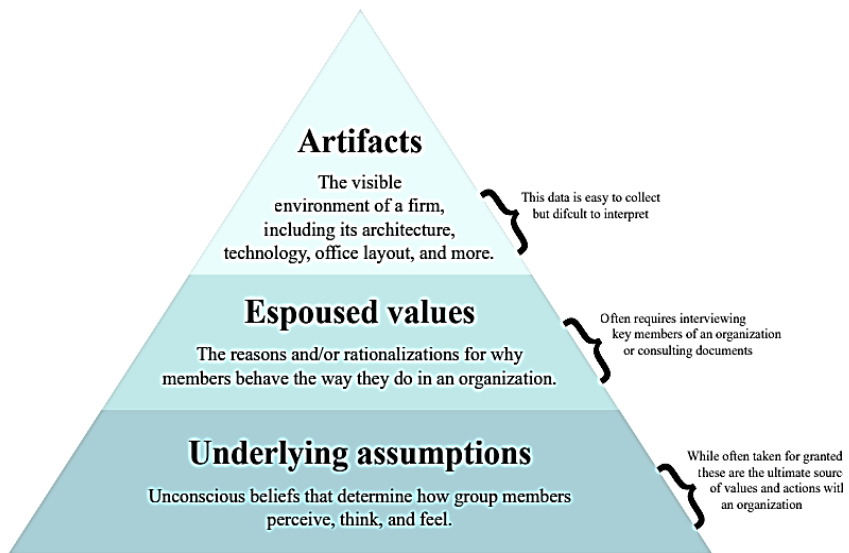 Artifacts
The visible
environment of a firm,
including its architecture,
technology, office layout, and more.
This data is easy to collect
but difcult to interpret
Espoused values
The reasons and/or rationalizations for why
members behave the way they do in an organization.
Often requires interviewing
key members of an organization
or consulting documents
Underlying assumptions
Unconscious beliefs that determine how group members
perceive, think, and feel.
While often taken for granted
these are the ultimate sourc
of values and actions with
an organization